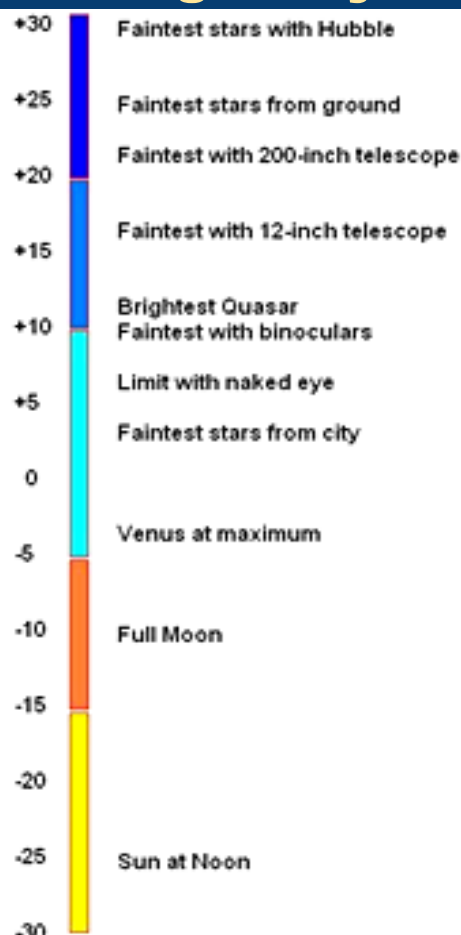 +30 Faintest stars with Hubble
+25 Faintest stars from ground
Faintest with 200-inch telescope
+20
Faintest with 12-inch telescope
+15
Brightest Quasar
+10 Faintest with binoculars
Limit with naked eye
+5
Faintest stars from city
0
Venus at maximum
-5
-10 Full Moon
-15
-20
-25 Sun at Noon
-30